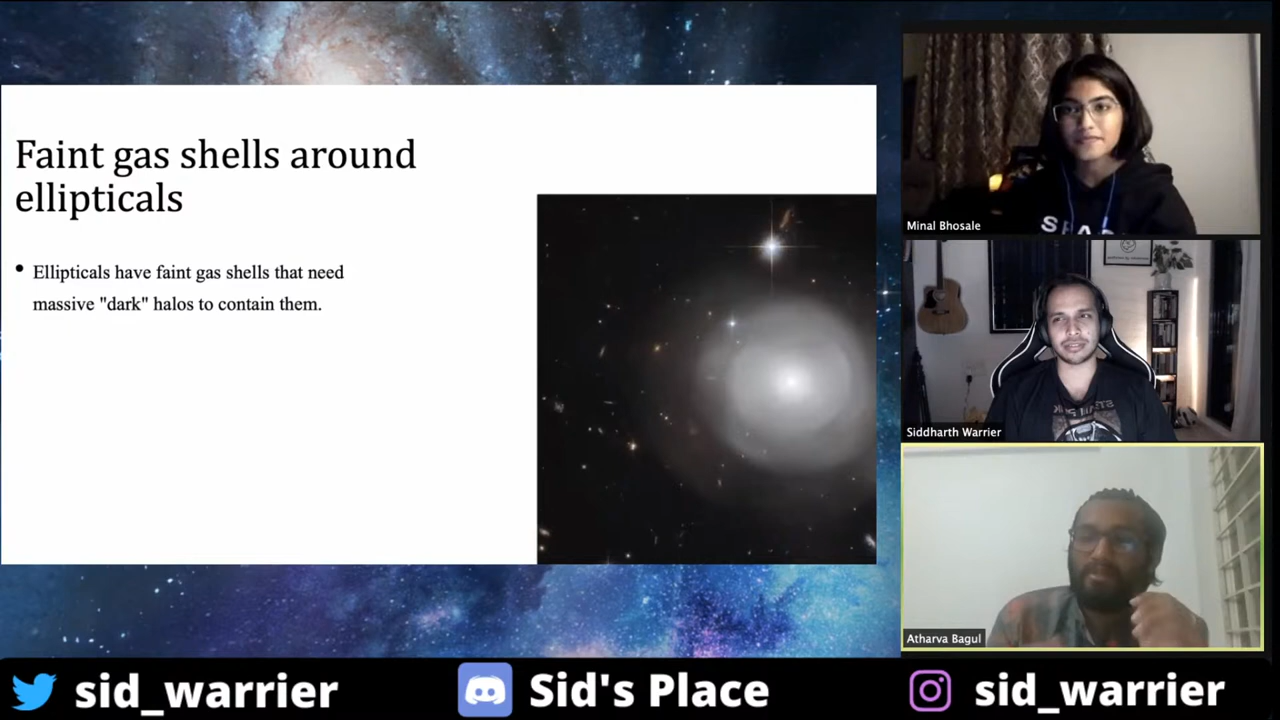 Faint gas shells around
ellipticals
• Ellipticals have faint gas shells that need
massive "dark" halos to contain them.
Minal Bhosale
Siddharth Warrier
Atharva Bagul
sid_warrier
Sid's Place
sid_warrier